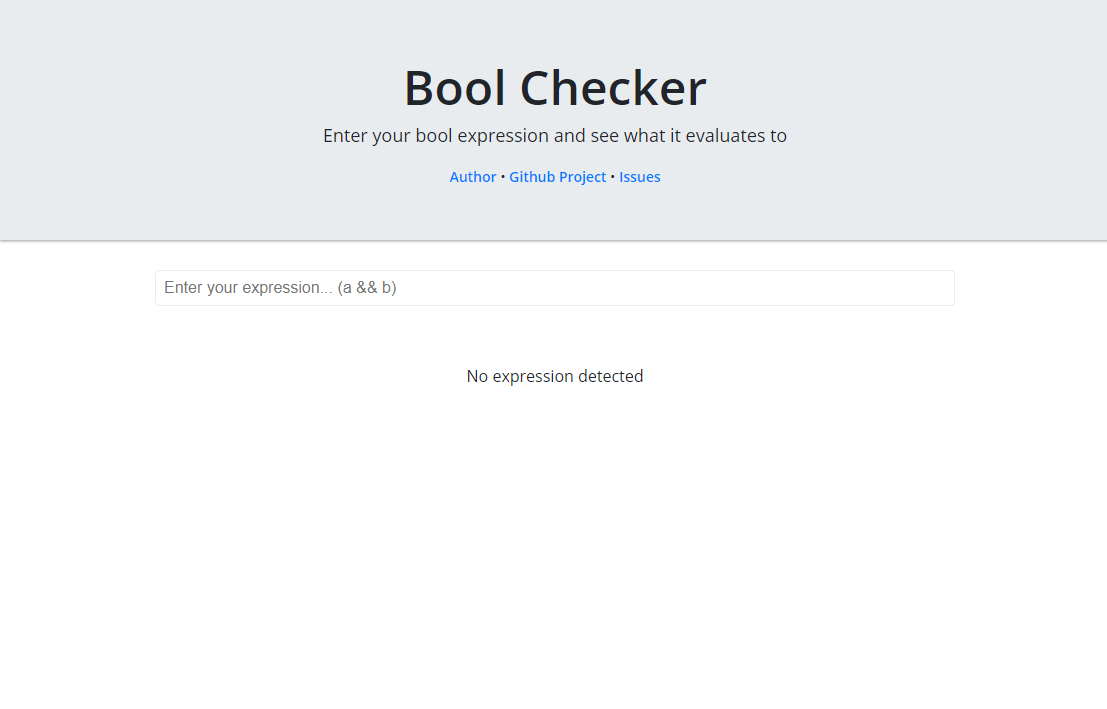 Bool Checker
Enter your bool expression and see what it evaluates to
Author • Github Project • Issues
Enter your expression... (a && b)
No expression detected